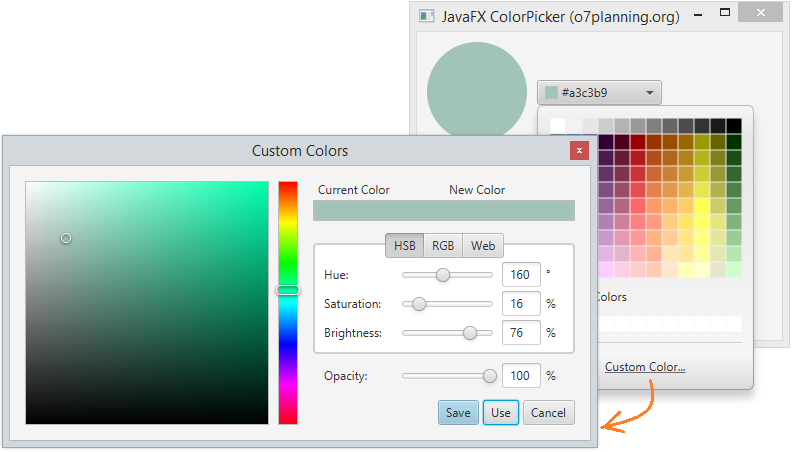 JavaFX ColorPicker (o7planning.org)
#a3c3b9
Custom Colors
x
Current Color New Color
HSB RGB Web
Hue: 160 °
Saturation: 16 %
Brightness: 76 %
Opacity: 100 %
Save Use Cancel
Colors
Custom Color...